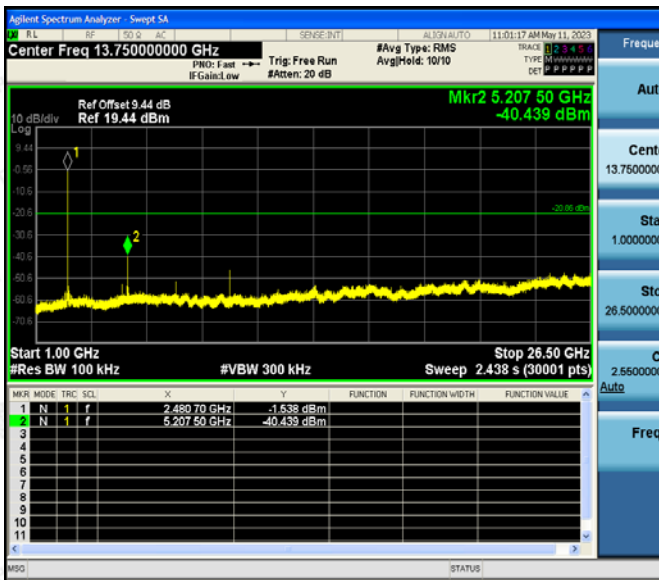 Agilent Spectrum Analyzer - Swept SA
RL RF 50 Ω AC SENSE:INT ALIGN AUTO 11:01:17 AM May 11, 2023
Center Freq 13.750000000 GHz #Avg Type: RMS TRACE 1 2 3 4 5 6
PNO: Fast Trig: Free Run Avg|Hold: 10/10 TYPE M WWWWW
IFGain:Low #Atten: 20 dB DET P P P P P P
Ref Offset 9.44 dB Mkr2 5.207 50 GHz
10 dB/div Ref 19.44 dBm -40.439 dBm
Log
9.44
1
-0.56
-10.6
-20.6 -20.06 dBm
-30.6
2
-40.6
-50.6
-60.6
-70.6
Start 1.00 GHz Stop 26.50 GHz
#Res BW 100 kHz #VBW 300 kHz Sweep 2.438 s (30001 pts)
MKR MODE TRC SCL X Y FUNCTION FUNCTION WIDTH FUNCTION VALUE
1 N 1 f 2.480 70 GHz -1.538 dBm
2 N 1 f 5.207 50 GHz -40.439 dBm
3
4
5
6
7
8
9
10
11
MSG STATUS
Freque
Aut
Cent
13.750000
Sta
1.000000
Sto
26.500000
C
2.550000
Auto
Freq